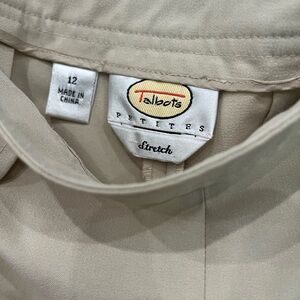 12
MADE IN
CHINA
Talbots
PETITES
Stretch